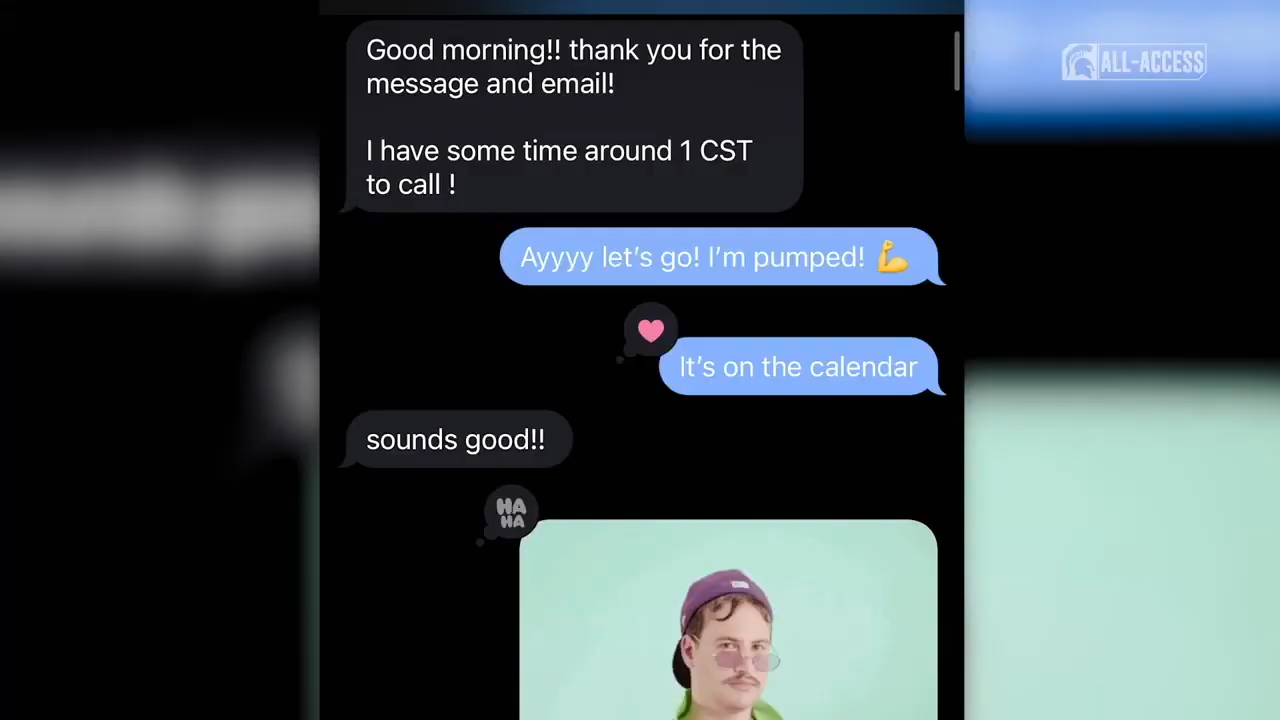 Good morning!! thank you for the
message and email!
I have some time around 1 CST
to call !
ALL-ACCESS
Ayyyy let's go! I'm pumped! 💪
It's on the calendar
sounds good!!
HA
HA